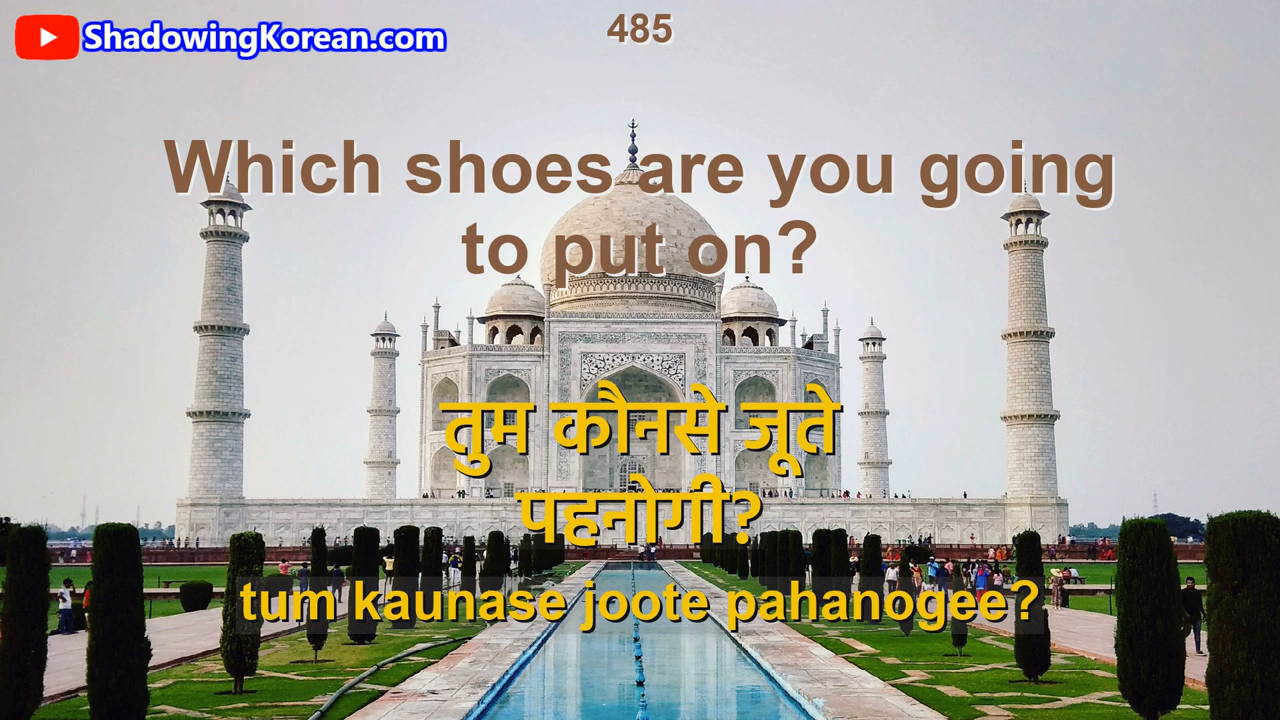 ShadowingKorean.com
485
Which shoes are you going
to put on?
तुम कौनसे जूते
पहनोगी?
tum kaunase joote pahanogee?